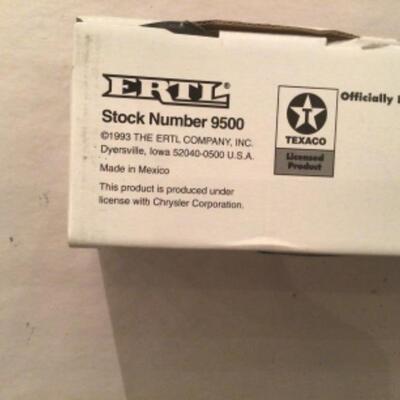 ERTL®
Stock Number 9500
©1993 THE ERTL COMPANY, INC.
Dyersville, Iowa 52040-0500 U.S.A.
Made in Mexico
This product is produced under
license with Chrysler Corporation.
T
TEXACO
Licensed
Product
Officially